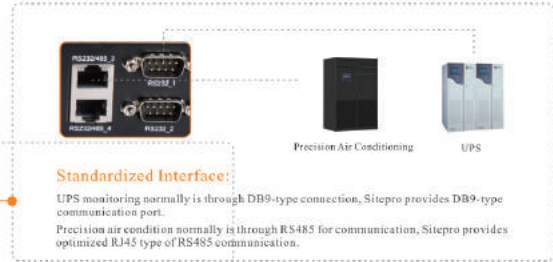 RS232/485_3
RS232_1
RS232/485_4
RS232_2
Precision Air Conditioning
UPS
Standardized Interface:
UPS monitoring normally is through DB9-type connection, Sitepro provides DB9-type
communication port.
Precision air condition normally is through RS485 for communication, Sitepro provides
optimized RJ45 type of RS485 communication.